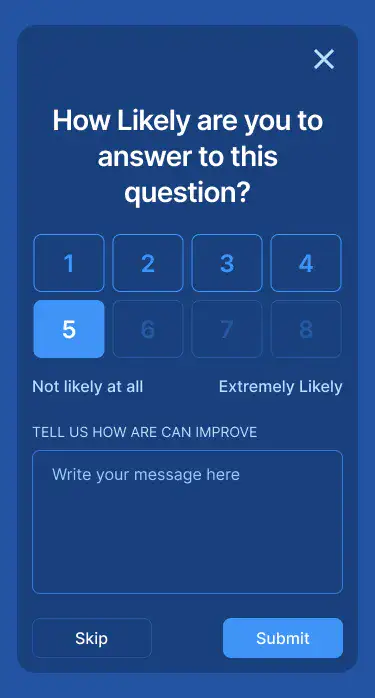 How Likely are you to
answer to this
question?
1 2 3 4
5 6 7 8
Not likely at all Extremely Likely
TELL US HOW ARE CAN IMPROVE
Write your message here
Skip Submit